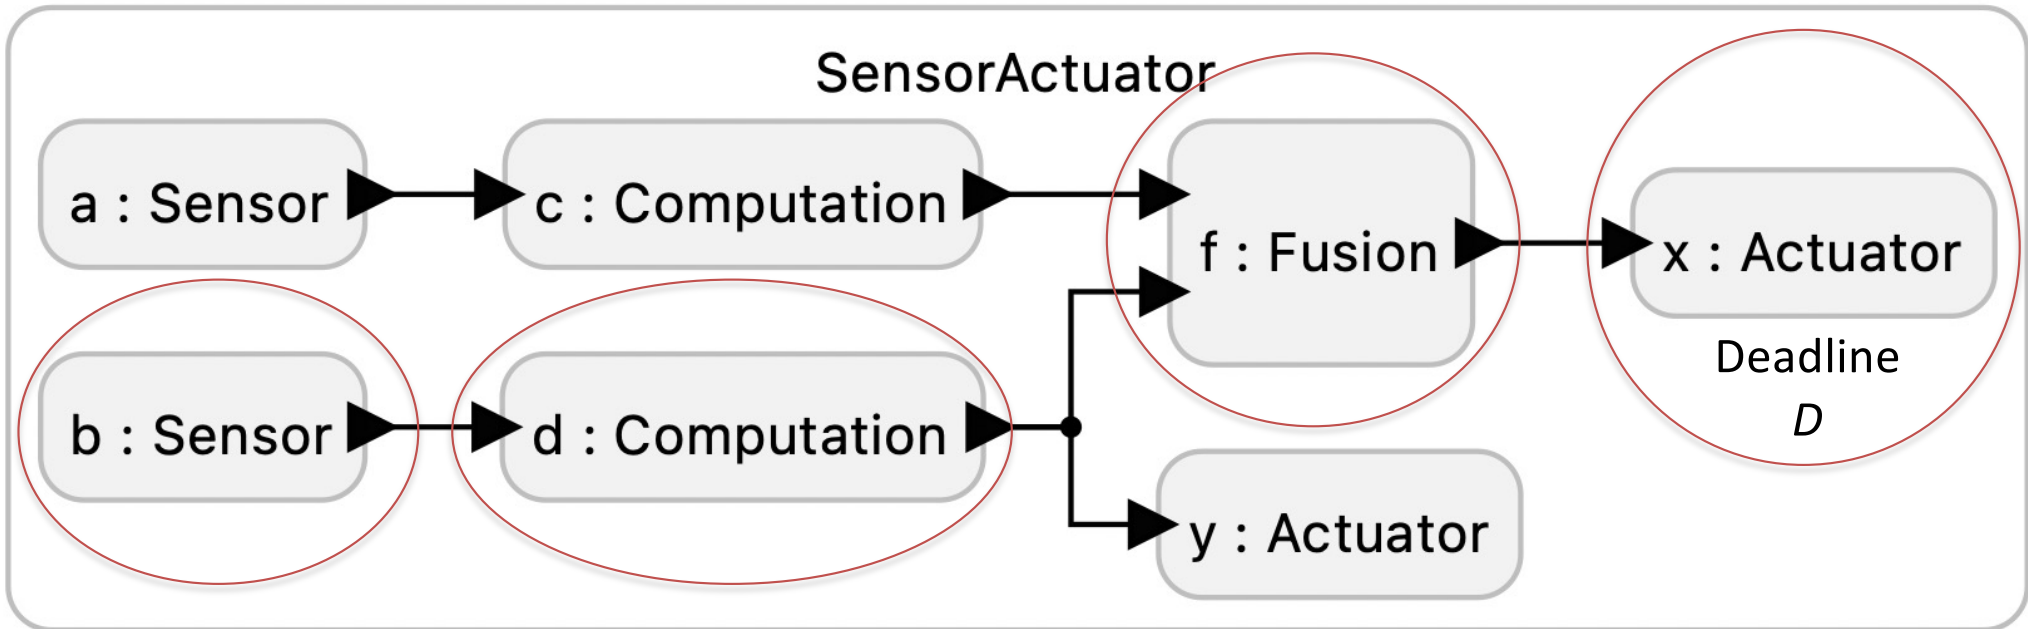 SensorActuator
a : Sensor
c : Computation
f : Fusion
x : Actuator
Deadline
D
b : Sensor
d : Computation
y : Actuator